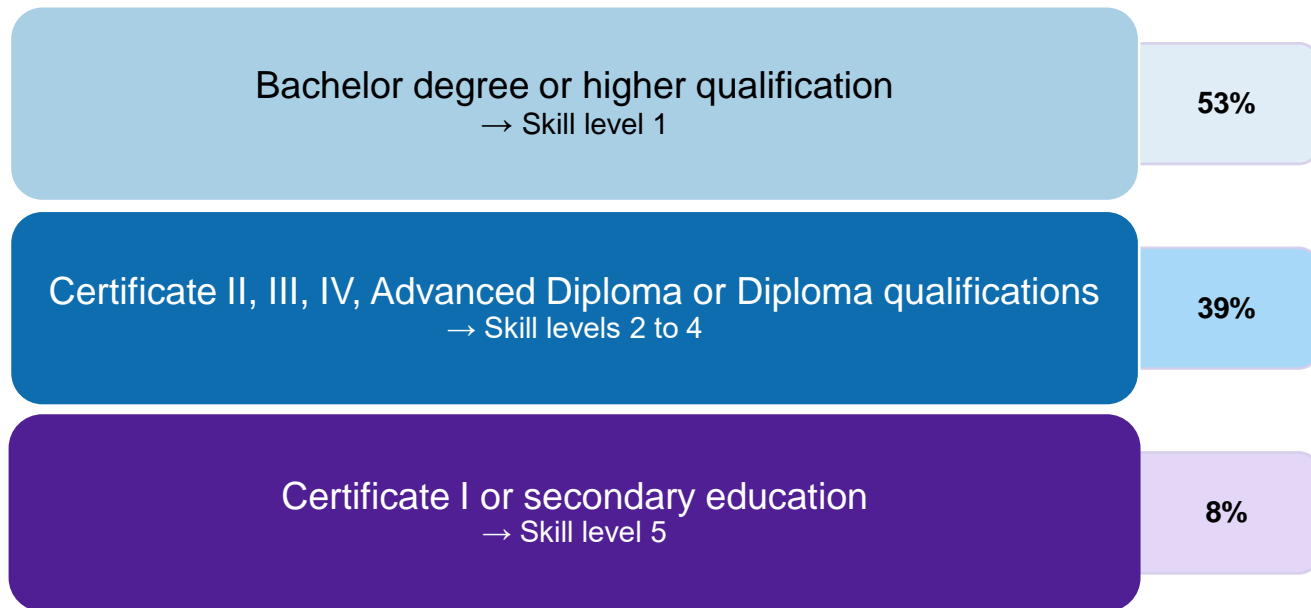 Bachelor degree or higher qualification
→ Skill level 1
53%
Certificate II, III, IV, Advanced Diploma or Diploma qualifications
→ Skill levels 2 to 4
39%
Certificate I or secondary education
→ Skill level 5
8%